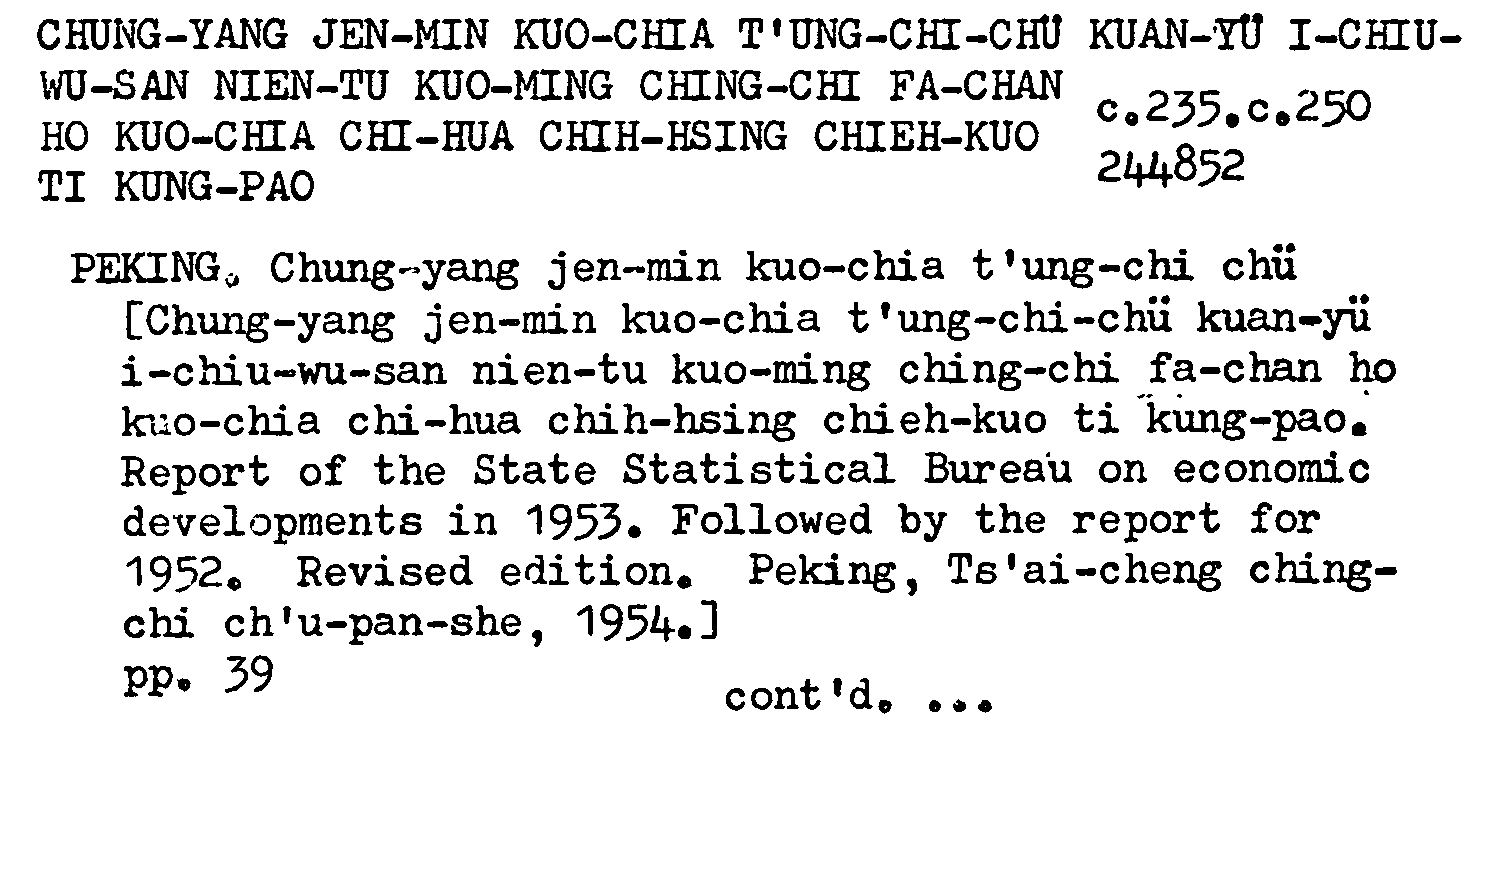 CHUNG-YANG JEN-MIN KUO-CHIA T'UNG-CHI-CHÜ KUAN-YÜ I-CHIU-
WU-SAN NIEN-TU KUO-MING CHING-CHI FA-CHAN
HO KUO-CHIA CHI-HUA CHIH-HSING CHIEH-KUO
TI KUNG-PAO
c.235.c.250
244852
PEKING. Chung-yang jen-min kuo-chia t'ung-chi chü
[Chung-yang jen-min kuo-chia t'ung-chi-chü kuan-yü
i-chiu-wu-san nien-tu kuo-ming ching-chi fa-chan ho
kuo-chia chi-hua chih-hsing chieh-kuo ti kung-pao.
Report of the State Statistical Bureau on economic
developments in 1953. Followed by the report for
1952. Revised edition. Peking, Ts'ai-cheng ching-
chi ch'u-pan-she, 1954.]
pp. 39
cont'd. ...